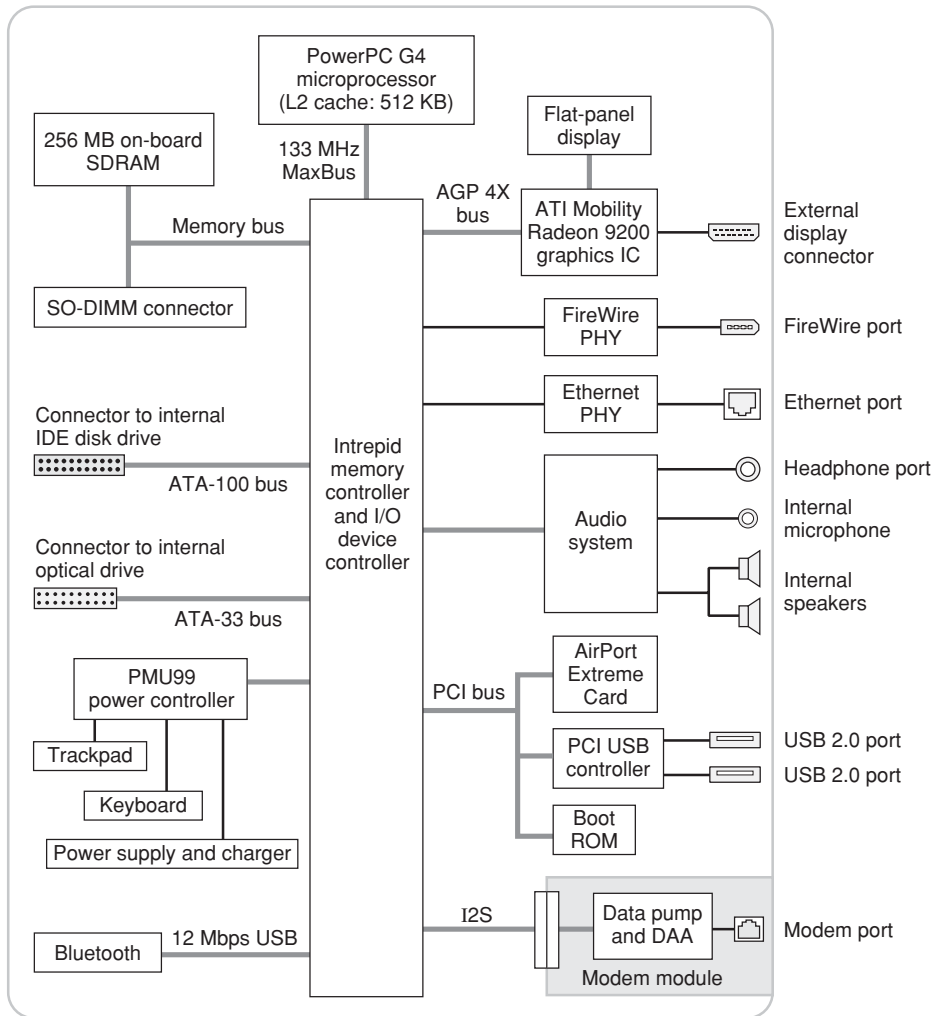 PowerPC G4
microprocessor
(L2 cache: 512 KB)
256 MB on-board
SDRAM
133 MHz
MaxBus
Flat-panel
display
AGP 4X
bus
ATI Mobility
Radeon 9200
graphics IC
External
display
connector
Memory bus
SO-DIMM connector
FireWire
PHY
FireWire port
Ethernet
PHY
Ethernet port
Connector to internal
IDE disk drive
ATA-100 bus
Intrepid
memory
controller
and I/O
device
controller
Audio
system
Headphone port
Internal
microphone
Internal
speakers
Connector to internal
optical drive
ATA-33 bus
PMU99
power controller
Trackpad
Keyboard
Power supply and charger
PCI bus
AirPort
Extreme
Card
PCI USB
controller
USB 2.0 port
USB 2.0 port
Boot
ROM
Bluetooth
12 Mbps USB
I2S
Data pump
and DAA
Modem module
Modem port